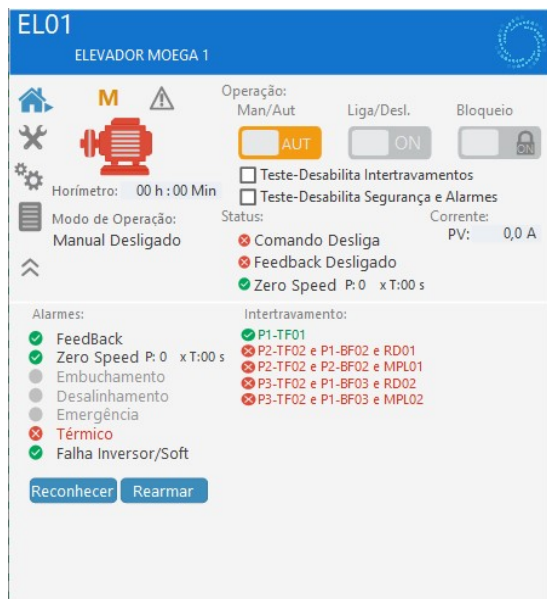 EL01
ELEVADOR MOEGA 1
M
Operação:
Man/Aut Liga/Desl. Bloqueio
AUT ON ON
Teste-Desabilita Intertravamentos
Teste-Desabilita Segurança e Alarmes
Horímetro: 00 h : 00 Min
Modo de Operação:
Manual Desligado
Status:
Comando Desliga
Feedback Desligado
Zero Speed P: 0 x T:00 s
Corrente:
PV: 0,0 A
Alarmes:
FeedBack
Zero Speed P: 0 x T:00 s
Embuchamento
Desalinhamento
Emergência
Térmico
Falha Inversor/Soft
Reconhecer Rearmar
Intertravamento:
P1-TF01
P2-TF02 e P1-BF02 e RD01
P2-TF02 e P1-BF02 e MPL01
P3-TF02 e P1-BF03 e RD02
P3-TF02 e P1-BF03 e MPL02